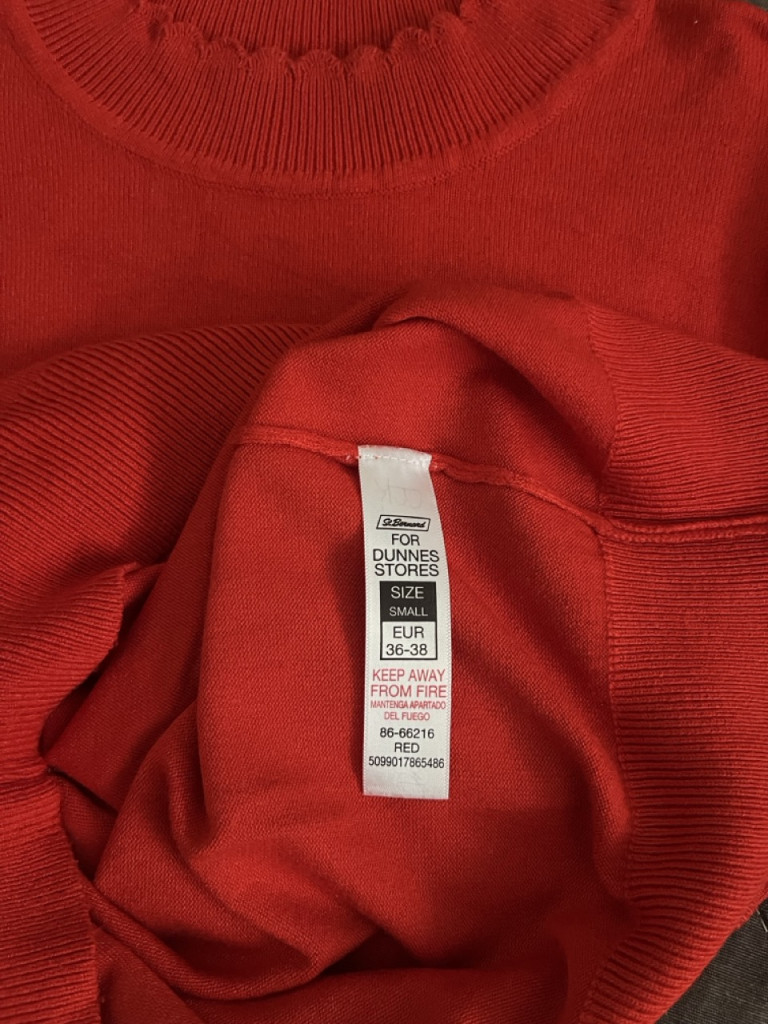 St.Bernard
FOR
DUNNES
STORES
SIZE
SMALL
EUR
36-38
KEEP AWAY
FROM FIRE
MANTENGA APARTADO
DEL FUEGO
86-66216
RED
5099017865486